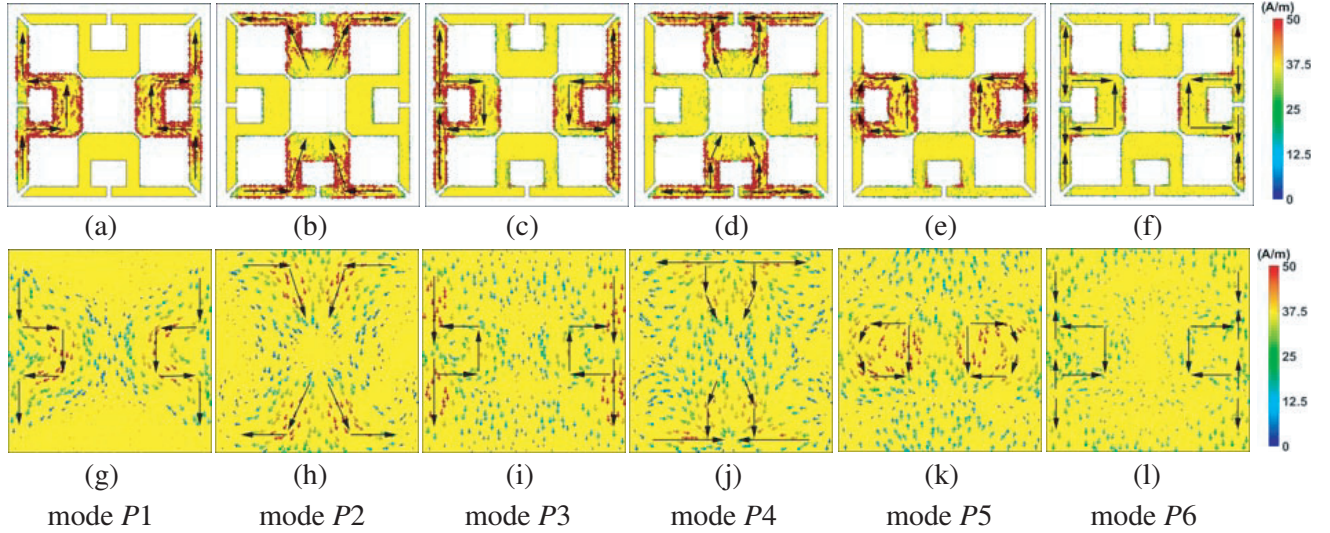 (A/m)
50
37.5
25
12.5
0
(a) (b) (c) (d) (e) (f)
(A/m)
50
37.5
25
12.5
0
(g) (h) (i) (j) (k) (l)
mode P1 mode P2 mode P3 mode P4 mode P5 mode P6